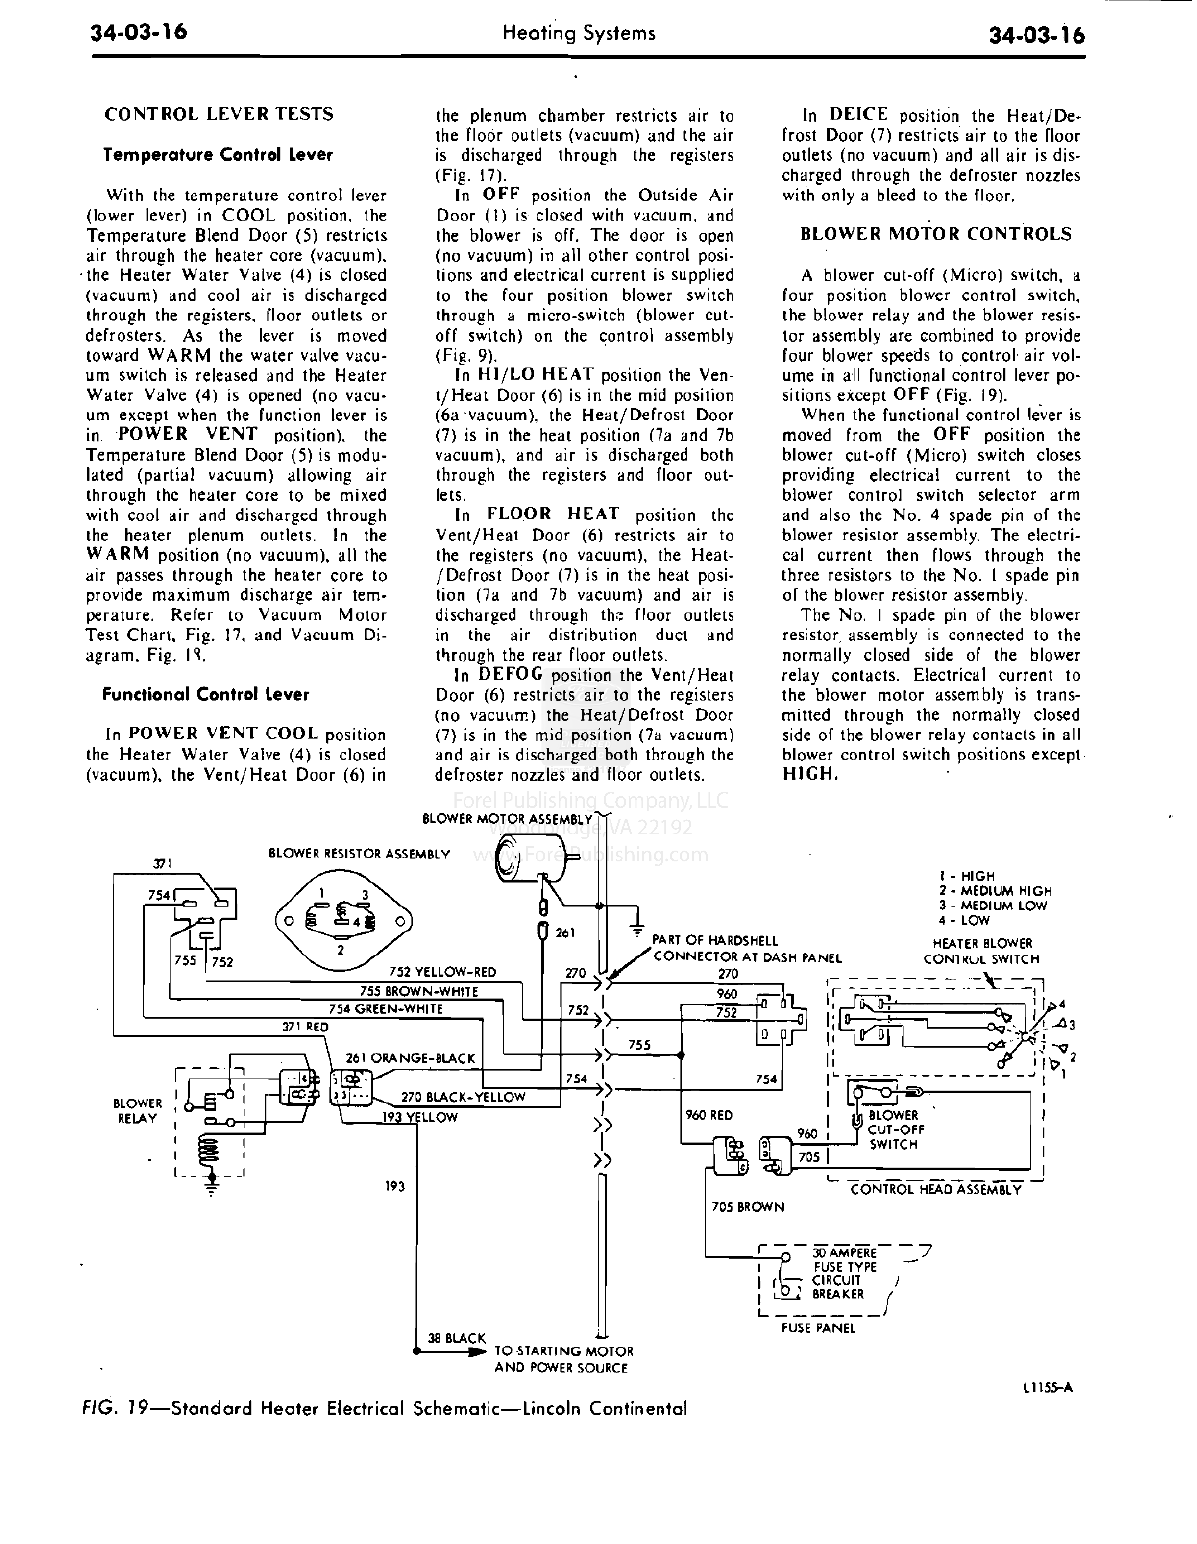 34-03-16
Heating Systems
34-03-16
CONTROL LEVER TESTS
Temperature Control Lever
With the temperature control lever
(lower lever) in COOL position, the
Temperature Blend Door (5) restricts
air through the heater core (vacuum),
the Heater Water Valve (4) is closed
(vacuum) and cool air is discharged
through the registers, floor outlets or
defrosters. As the lever is moved
toward WARM the water valve vacu-
um switch is released and the Heater
Water Valve (4) is opened (no vacu-
um except when the function lever is
in POWER VENT position), the
Temperature Blend Door (5) is modu-
lated (partial vacuum) allowing air
through the heater core to be mixed
with cool air and discharged through
the heater plenum outlets. In the
WARM position (no vacuum), all the
air passes through the heater core to
provide maximum discharge air tem-
perature. Refer to Vacuum Motor
Test Chart, Fig. 17, and Vacuum Di-
agram, Fig. 18.
Functional Control Lever
In POWER VENT COOL position
the Heater Water Valve (4) is closed
(vacuum), the Vent/Heat Door (6) in
the plenum chamber restricts air to
the floor outlets (vacuum) and the air
is discharged through the registers
(Fig. 17).
In OFF position the Outside Air
Door (1) is closed with vacuum, and
the blower is off. The door is open
(no vacuum) in all other control posi-
tions and electrical current is supplied
to the four position blower switch
through a micro-switch (blower cut-
off switch) on the control assembly
(Fig. 9).
In HI/LO HEAT position the Ven-
t/Heat Door (6) is in the mid position
(6a vacuum), the Heat/Defrost Door
(7) is in the heat position (7a and 7b
vacuum), and air is discharged both
through the registers and floor out-
lets.
In FLOOR HEAT position the
Vent/Heat Door (6) restricts air to
the registers (no vacuum), the Heat-
/Defrost Door (7) is in the heat posi-
tion (7a and 7b vacuum) and air is
discharged through the floor outlets
in the air distribution duct and
through the rear floor outlets.
In DEFOG position the Vent/Heat
Door (6) restricts air to the registers
(no vacuum) the Heat/Defrost Door
(7) is in the mid position (7a vacuum)
and air is discharged both through the
defroster nozzles and floor outlets.
In DEICE position the Heat/De-
frost Door (7) restricts air to the floor
outlets (no vacuum) and all air is dis-
charged through the defroster nozzles
with only a bleed to the floor.
BLOWER MOTOR CONTROLS
A blower cut-off (Micro) switch, a
four position blower control switch,
the blower relay and the blower resis-
tor assembly are combined to provide
four blower speeds to control air vol-
ume in all functional control lever po-
sitions except OFF (Fig. 19).
When the functional control lever is
moved from the OFF position the
blower cut-off (Micro) switch closes
providing electrical current to the
blower control switch selector arm
and also the No. 4 spade pin of the
blower resistor assembly. The electri-
cal current then flows through the
three resistors to the No. 1 spade pin
of the blower resistor assembly.
The No. 1 spade pin of the blower
resistor assembly is connected to the
normally closed side of the blower
relay contacts. Electrical current to
the blower motor assembly is trans-
mitted through the normally closed
side of the blower relay contacts in all
blower control switch positions except
HIGH.
Forel Publishing Company, LLC
Woodbridge, VA 22192
www.ForelPublishing.com
BLOWER MOTOR ASSEMBLY
BLOWER RESISTOR ASSEMBLY
371
754
755
752
1
3
4
2
261
PART OF HARDSHELL
CONNECTOR AT DASH PANEL
1 - HIGH
2 - MEDIUM HIGH
3 - MEDIUM LOW
4 - LOW
HEATER BLOWER
CONTROL SWITCH
752 YELLOW-RED
755 BROWN-WHITE
754 GREEN-WHITE
371 RED
270
270
960
752
752
755
754
754
4
3
2
1
261 ORANGE-BLACK
270 BLACK-YELLOW
193 YELLOW
BLOWER
RELAY
193
960 RED
960
705
BLOWER
CUT-OFF
SWITCH
CONTROL HEAD ASSEMBLY
705 BROWN
30 AMPERE
FUSE TYPE
CIRCUIT
BREAKER
FUSE PANEL
38 BLACK
TO STARTING MOTOR
AND POWER SOURCE
L1155-A
FIG. 19—Standard Heater Electrical Schematic—Lincoln Continental